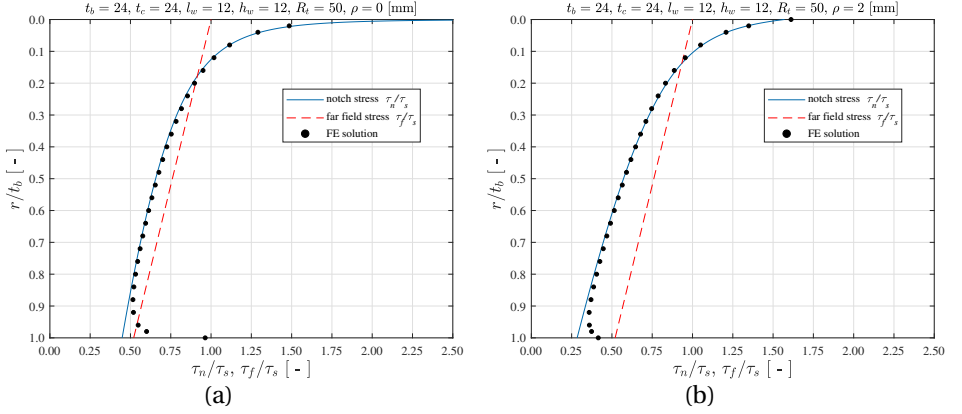 t_b = 24, t_c = 24, l_w = 12, h_w = 12, R_t = 50, ρ = 0 [mm]
0.0
0.1
0.2
0.3
0.4
0.5
0.6
0.7
0.8
0.9
1.0
r/t_b [ - ]
notch stress τ_n/τ_s
far field stress τ_f/τ_s
FE solution
0.00 0.25 0.50 0.75 1.00 1.25 1.50 1.75 2.00 2.25 2.50
τ_n/τ_s, τ_f/τ_s [ - ]
(a)
t_b = 24, t_c = 24, l_w = 12, h_w = 12, R_t = 50, ρ = 2 [mm]
0.0
0.1
0.2
0.3
0.4
0.5
0.6
0.7
0.8
0.9
1.0
r/t_b [ - ]
notch stress τ_n/τ_s
far field stress τ_f/τ_s
FE solution
0.00 0.25 0.50 0.75 1.00 1.25 1.50 1.75 2.00 2.25 2.50
τ_n/τ_s, τ_f/τ_s [ - ]
(b)